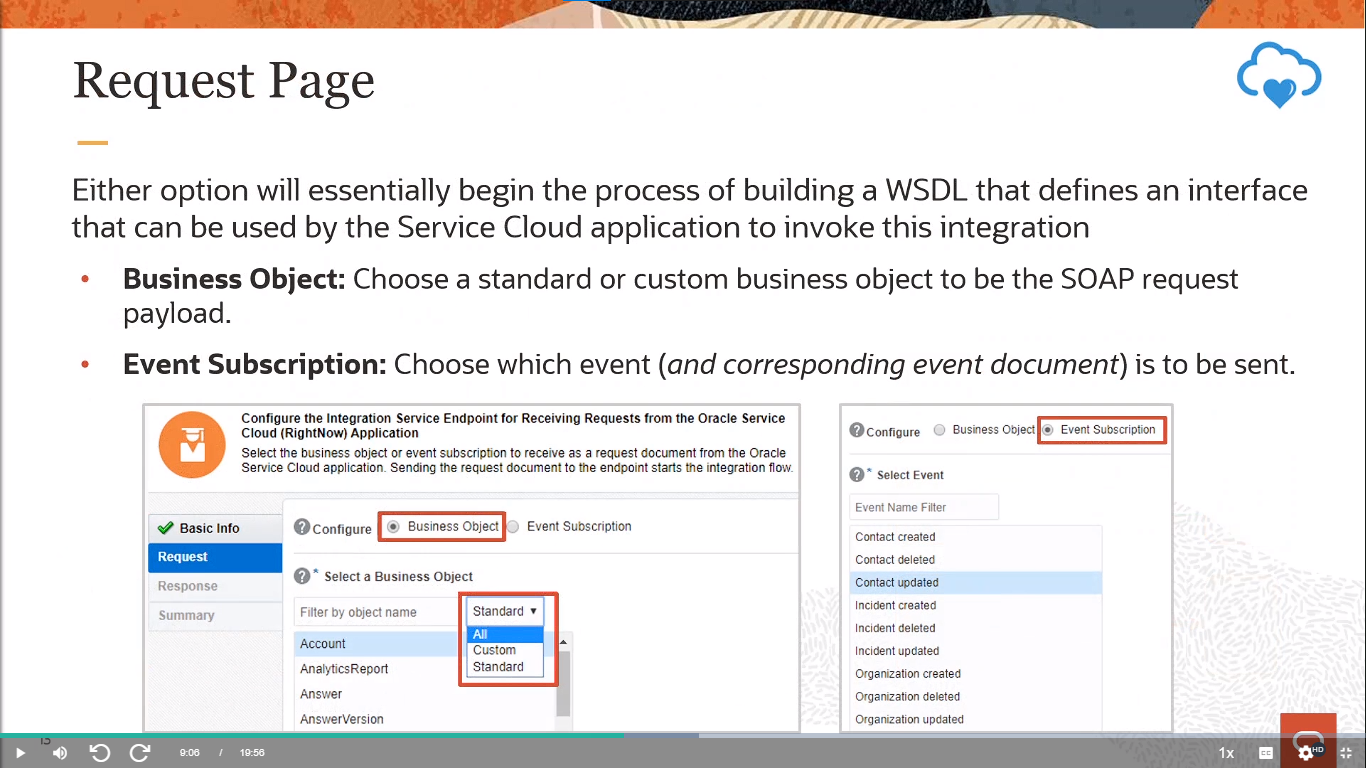 Request Page
Either option will essentially begin the process of building a WSDL that defines an interface
that can be used by the Service Cloud application to invoke this integration
• Business Object: Choose a standard or custom business object to be the SOAP request
payload.
• Event Subscription: Choose which event (and corresponding event document) is to be sent.
Configure the Integration Service Endpoint for Receiving Requests from the Oracle Service
Cloud (RightNow) Application
Select the business object or event subscription to receive as a request document from the Oracle
Service Cloud application. Sending the request document to the endpoint starts the integration flow.
Basic Info
Request
Response
Summary
? Configure Business Object Event Subscription
? * Select a Business Object
Filter by object name Standard ▼
All
Custom
Standard
Account
AnalyticsReport
Answer
AnswerVersion
? Configure Business Object Event Subscription
? * Select Event
Event Name Filter
Contact created
Contact deleted
Contact updated
Incident created
Incident deleted
Incident updated
Organization created
Organization deleted
Organization updated
9:06 / 19:56
1x CC HD